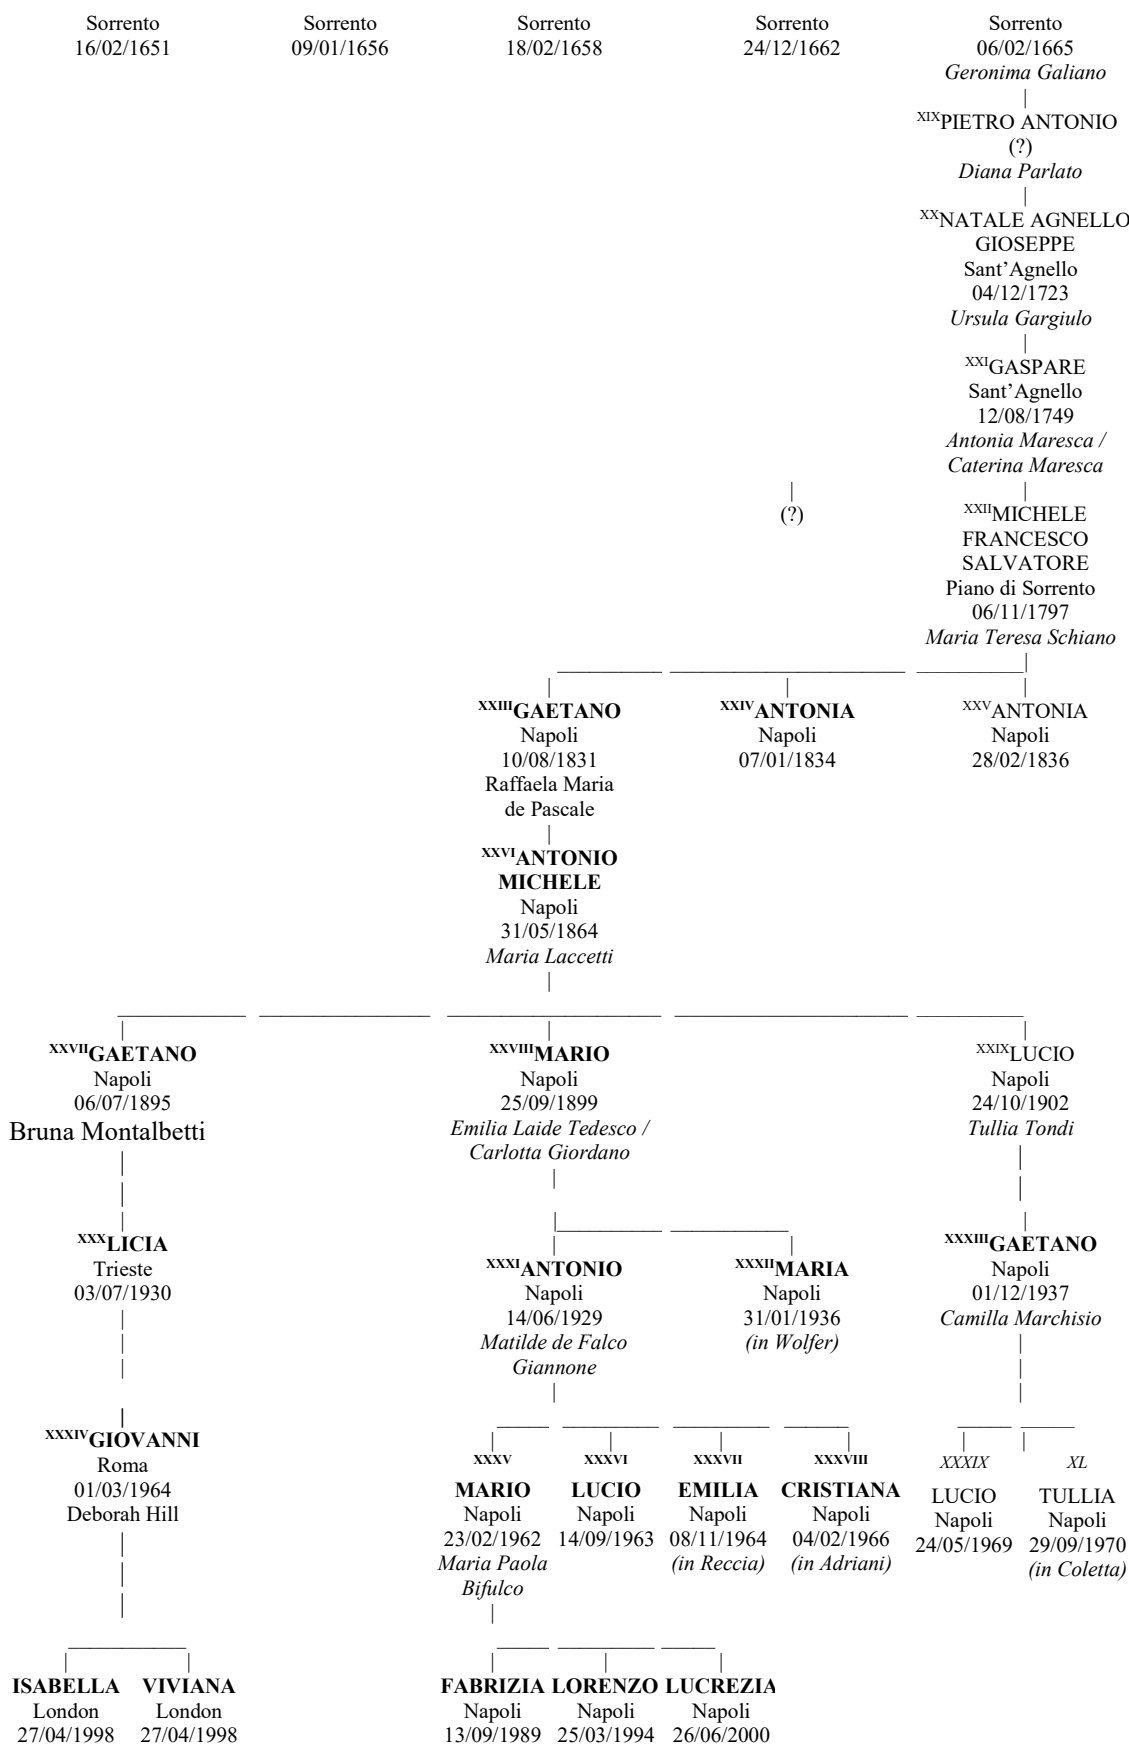 Sorrento Sorrento Sorrento Sorrento Sorrento
16/02/1651 09/01/1656 18/02/1658 24/12/1662 06/02/1665
Geronima Galiano
XIXPIETRO ANTONIO
(?)
Diana Parlato
XXNATALE AGNELLO
GIOSEPPE
Sant’Agnello
04/12/1723
Ursula Gargiulo
XXIGASPARE
Sant’Agnello
12/08/1749
Antonia Maresca /
Caterina Maresca
(?) XXIIMICHELE
FRANCESCO
SALVATORE
Piano di Sorrento
06/11/1797
Maria Teresa Schiano
XXIIIGAETANO XXIVANTONIA XXVANTONIA
Napoli Napoli Napoli
10/08/1831 07/01/1834 28/02/1836
Raffaela Maria
de Pascale
XXVIANTONIO
MICHELE
Napoli
31/05/1864
Maria Laccetti
XXVIIGAETANO XXVIIIMARIO XXIXLUCIO
Napoli Napoli Napoli
06/07/1895 25/09/1899 24/10/1902
Bruna Montalbetti Emilia Laide Tedesco / Tullia Tondi
Carlotta Giordano
XXXLICIA XXXIANTONIO XXXIIMARIA XXXIIIGAETANO
Trieste Napoli Napoli Napoli
03/07/1930 14/06/1929 31/01/1936 01/12/1937
Matilde de Falco (in Wolfer) Camilla Marchisio
Giannone
XXXIVGIOVANNI XXXV XXXVI XXXVII XXXVIII XXXIX XL
Roma MARIO LUCIO EMILIA CRISTIANA LUCIO TULLIA
01/03/1964 Napoli Napoli Napoli Napoli Napoli Napoli
Deborah Hill 23/02/1962 14/09/1963 08/11/1964 04/02/1966 24/05/1969 29/09/1970
Maria Paola (in Reccia) (in Adriani) (in Coletta)
Bifulco
ISABELLA VIVIANA FABRIZIA LORENZO LUCREZIA
London London Napoli Napoli Napoli
27/04/1998 27/04/1998 13/09/1989 25/03/1994 26/06/2000